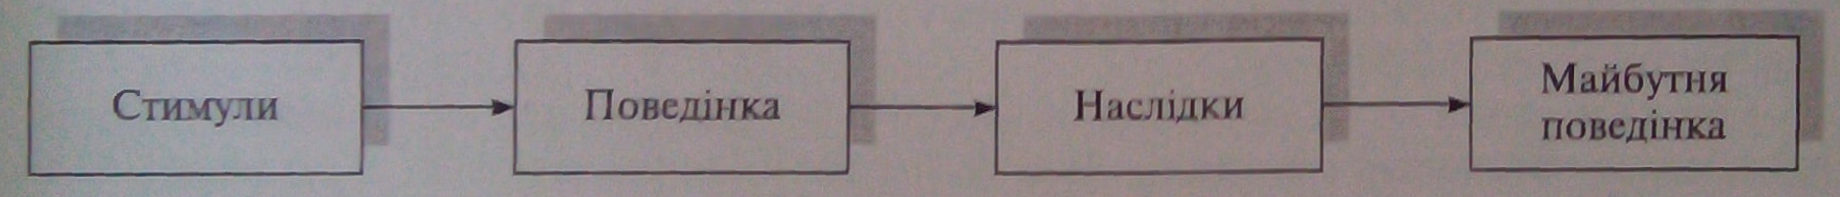 Стимули
Поведінка
Наслідки
Майбутня
поведінка